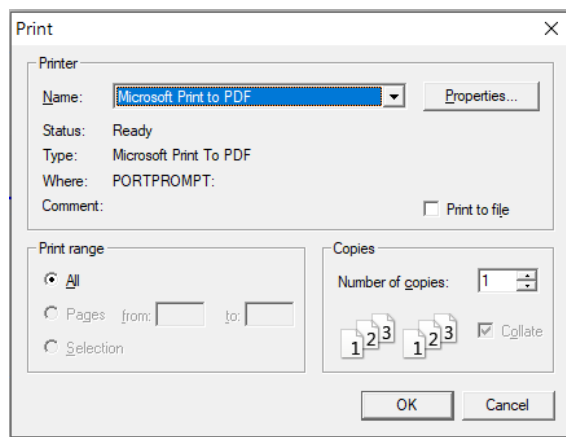 Print
Printer
Name: Microsoft Print to PDF Properties...
Status: Ready
Type: Microsoft Print To PDF
Where: PORTPROMPT:
Comment: Print to file
Print range
All
Pages from: to:
Selection
Copies
Number of copies: 1
1 2 3 1 2 3 Collate
OK Cancel